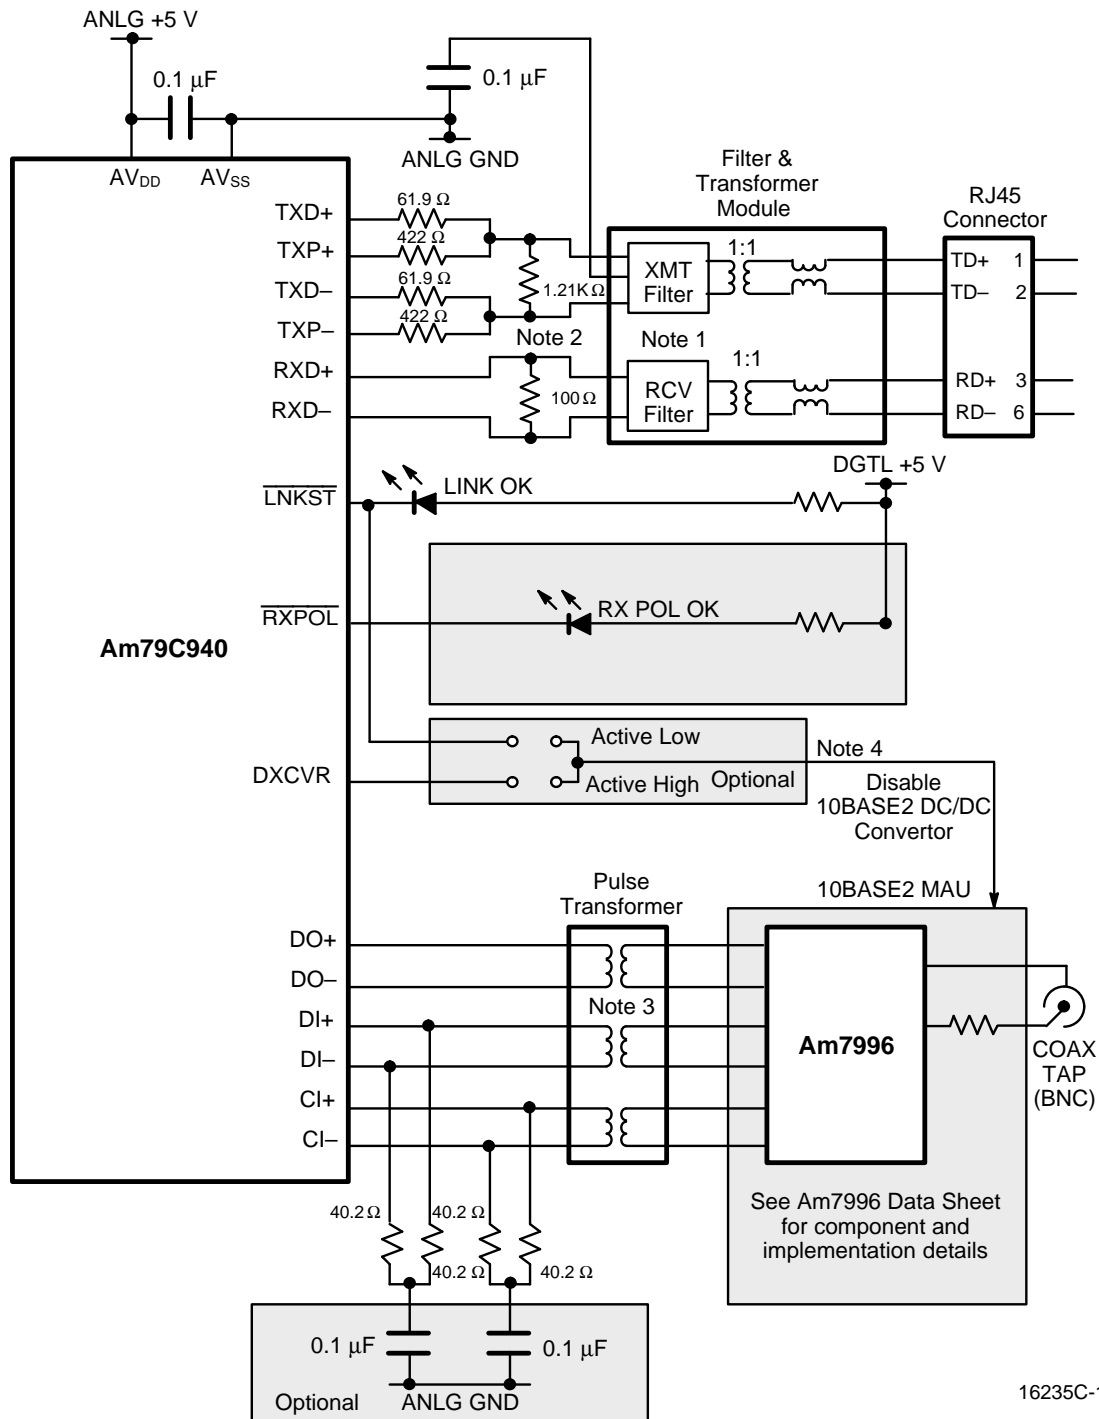 ANLG +5 V
0.1 µF
0.1 µF
ANLG GND
AVDD
AVSS
Filter &
Transformer
Module
RJ45
Connector
TXD+
61.9 Ω
TXP+
422 Ω
TXD–
61.9 Ω
TXP–
422 Ω
1.21K Ω
XMT
Filter
1:1
TD+ 1
TD– 2
Note 2
Note 1
RXD+
RXD–
100 Ω
RCV
Filter
1:1
RD+ 3
RD– 6
DGTL +5 V
LNKST
LINK OK
RXPOL
RX POL OK
Am79C940
DXCVR
Active Low
Active High
Optional
Note 4
Disable
10BASE2 DC/DC
Convertor
Pulse
Transformer
10BASE2 MAU
DO+
DO–
DI+
DI–
CI+
CI–
Note 3
Am7996
COAX
TAP
(BNC)
See Am7996 Data Sheet
for component and
implementation details
40.2 Ω
40.2 Ω
40.2 Ω
40.2 Ω
0.1 µF
0.1 µF
Optional
ANLG GND